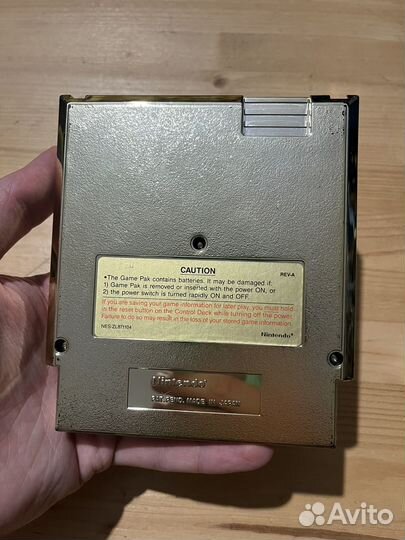 CAUTION
REV-A
•The Game Pak contains batteries. It may be damaged if:
1) Game Pak is removed or inserted with the power ON, or
2) the power switch is turned rapidly ON and OFF.
If you are saving your game information for later play, you must hold
in the reset button on the Control Deck while turning off the power.
Failure to do so may result in the loss of your stored game information.
NES-ZL871104
Nintendo®
Nintendo®
PAT. PEND. MADE IN JAPAN
Avito